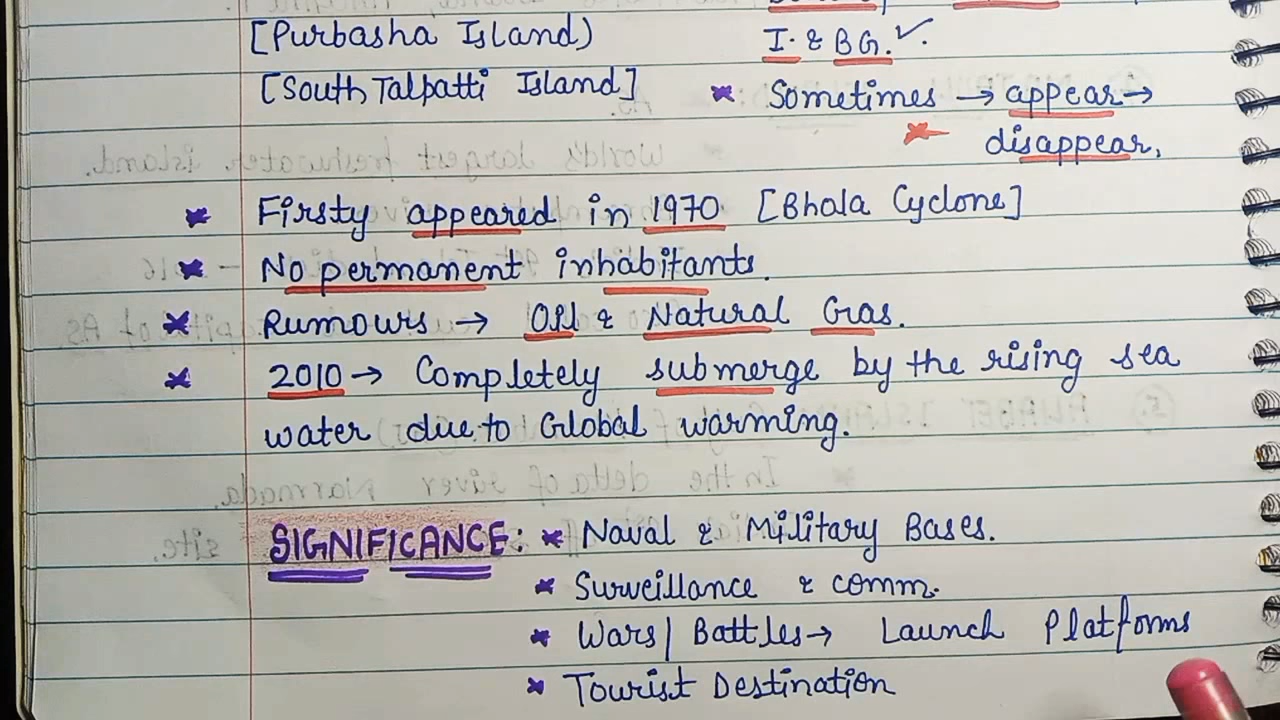 [Purbasha Island)
I. & BG. ✓.
[South Talpatti Island]
* Sometimes → appear →
disappear,
* Firsty appeared in 1970 [Bhola Cyclone]
* No permanent inhabitants.
* Rumours → Oil & Natural Gas.
* 2010 → Completely submerge by the rising sea
water due to Global warming.
SIGNIFICANCE: * Naval & Military Bases.
* Surveillance & comm.
* Wars/Battles → Launch Platforms
* Tourist Destination